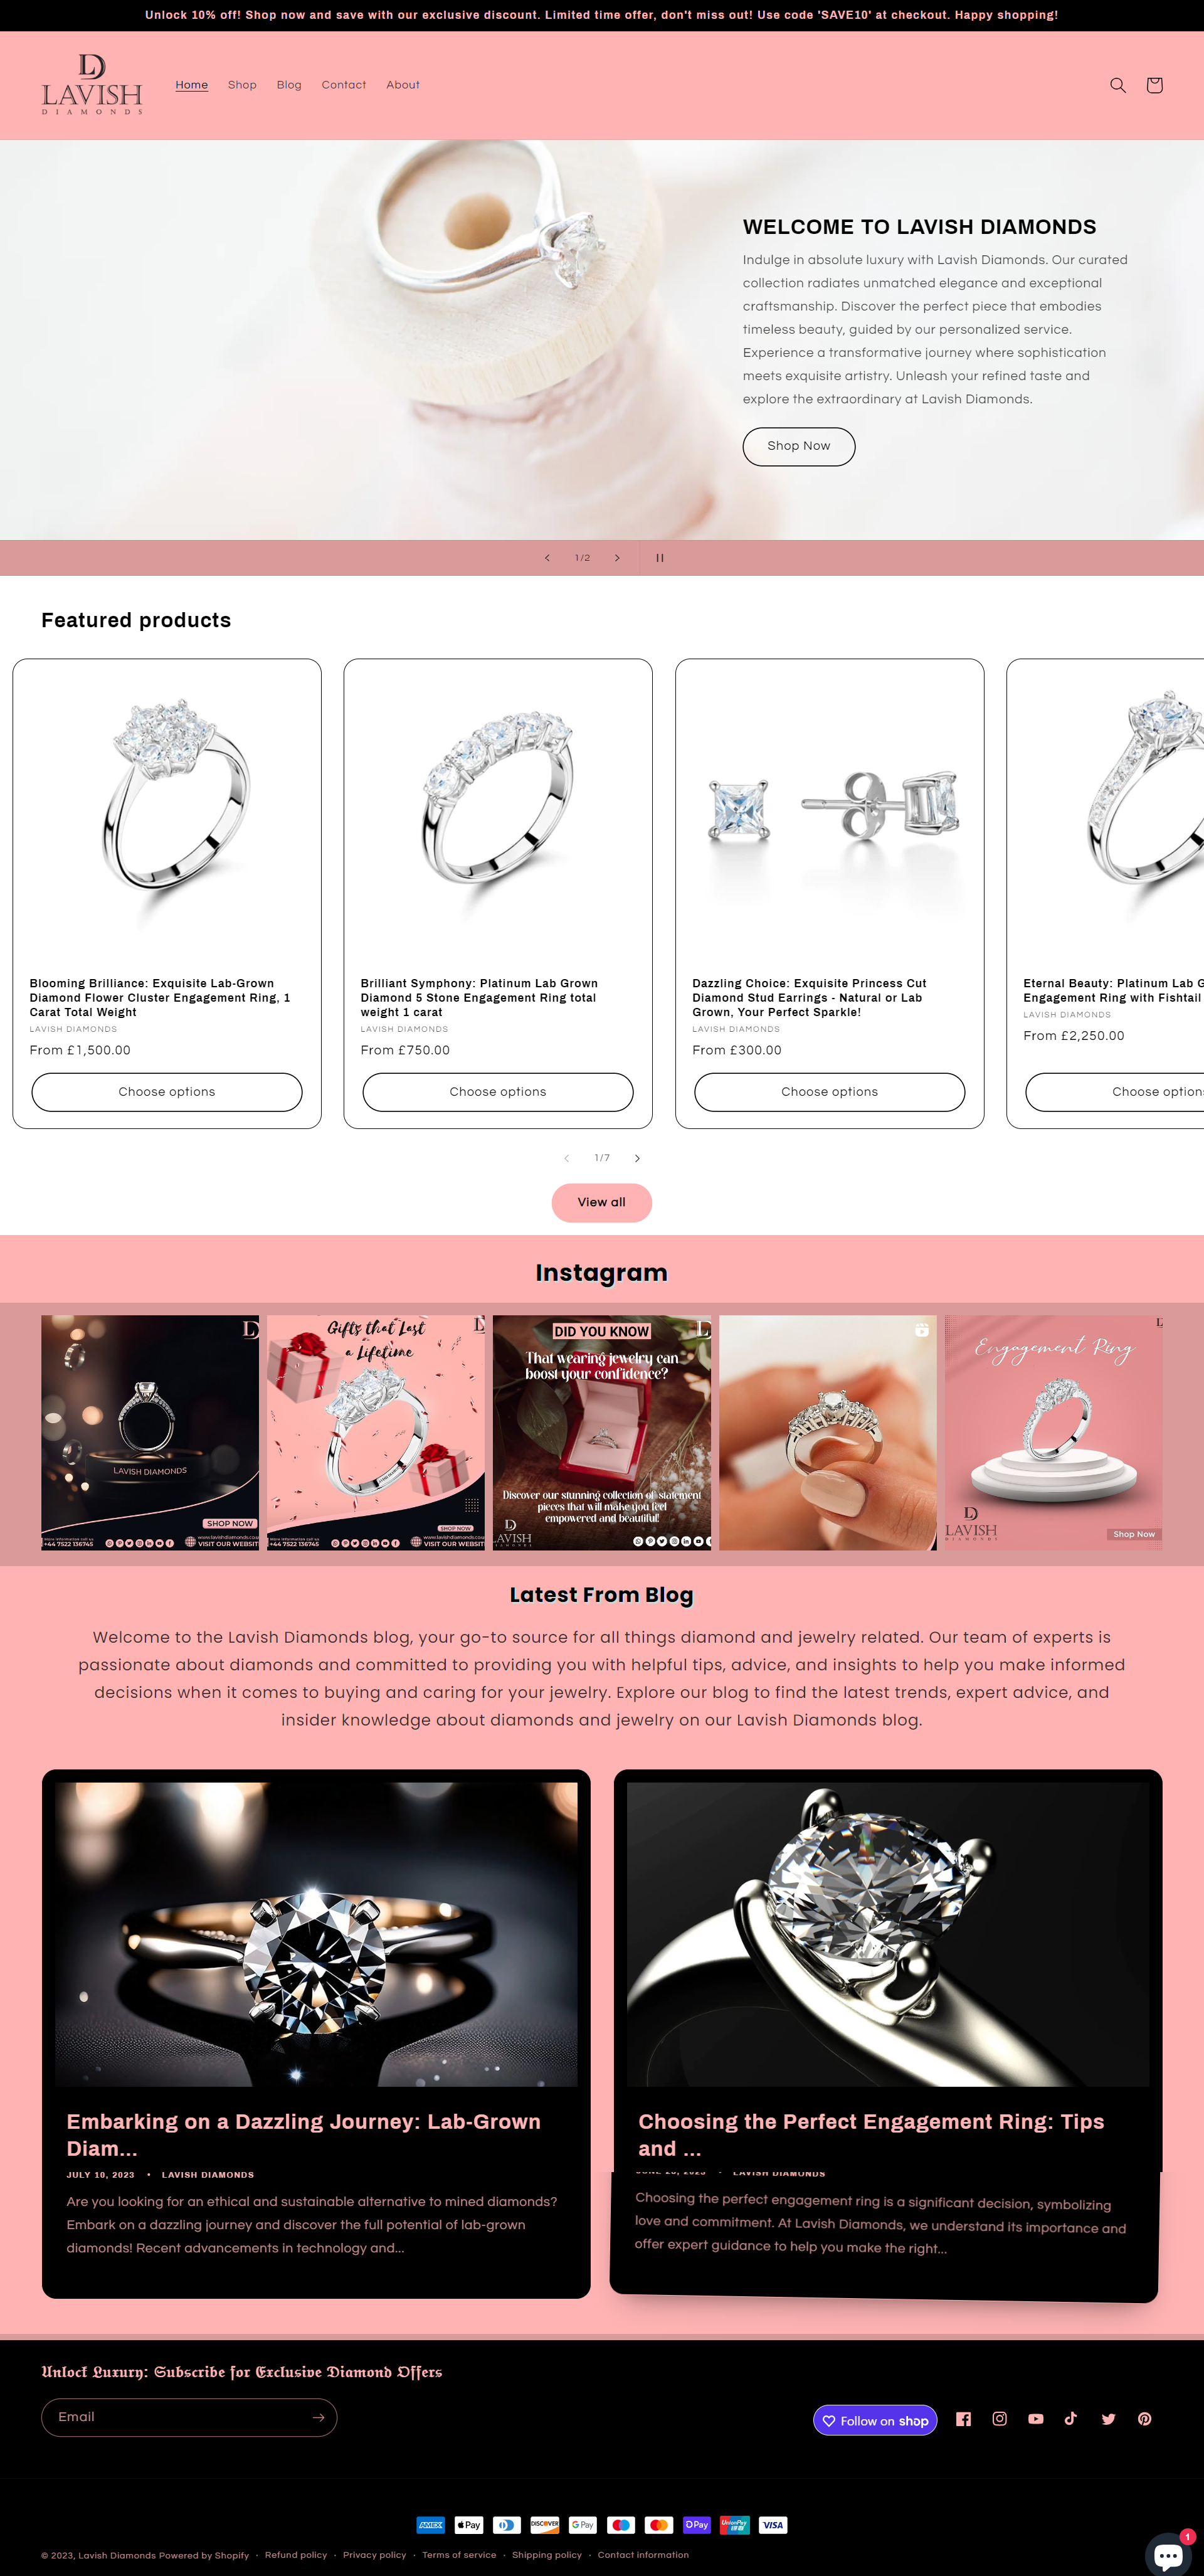 Unlock 10% off! Shop now and save with our exclusive discount. Limited time offer, don't miss out! Use code 'SAVE10' at checkout. Happy shopping!
LD
LAVISH
DIAMONDS
Home
Shop
Blog
Contact
About
WELCOME TO LAVISH DIAMONDS
Indulge in absolute luxury with Lavish Diamonds. Our curated
collection radiates unmatched elegance and exceptional
craftsmanship. Discover the perfect piece that embodies
timeless beauty, guided by our personalized service.
Experience a transformative journey where sophistication
meets exquisite artistry. Unleash your refined taste and
explore the extraordinary at Lavish Diamonds.
Shop Now
1/2
Featured products
Blooming Brilliance: Exquisite Lab-Grown
Diamond Flower Cluster Engagement Ring, 1
Carat Total Weight
LAVISH DIAMONDS
From £1,500.00
Choose options
Brilliant Symphony: Platinum Lab Grown
Diamond 5 Stone Engagement Ring total
weight 1 carat
LAVISH DIAMONDS
From £750.00
Choose options
Dazzling Choice: Exquisite Princess Cut
Diamond Stud Earrings - Natural or Lab
Grown, Your Perfect Sparkle!
LAVISH DIAMONDS
From £300.00
Choose options
Eternal Beauty: Platinum Lab G
Engagement Ring with Fishtail
LAVISH DIAMONDS
From £2,250.00
Choose option
1/7
View all
Instagram
LAVISH DIAMONDS
SHOP NOW
+44 7522 136745
www.lavishdiamonds.co
VISIT OUR WEBSIT
Gifts that Last
a Lifetime
SHOP NOW
+44 7522 136745
www.lavishdiamonds.co
VISIT OUR WEBSIT
DID YOU KNOW
That wearing jewelry can
boost your confidence?
Discover our stunning collection of statement
pieces that will make you feel
empowered and beautiful!
LAVISH
Engagement Ring
LAVISH
DIAMONDS
Shop Now
Latest From Blog
Welcome to the Lavish Diamonds blog, your go-to source for all things diamond and jewelry related. Our team of experts is
passionate about diamonds and committed to providing you with helpful tips, advice, and insights to help you make informed
decisions when it comes to buying and caring for your jewelry. Explore our blog to find the latest trends, expert advice, and
insider knowledge about diamonds and jewelry on our Lavish Diamonds blog.
Embarking on a Dazzling Journey: Lab-Grown
Diam...
JULY 10, 2023 • LAVISH DIAMONDS
Are you looking for an ethical and sustainable alternative to mined diamonds?
Embark on a dazzling journey and discover the full potential of lab-grown
diamonds! Recent advancements in technology and...
Choosing the Perfect Engagement Ring: Tips
and ...
LAVISH DIAMONDS
Choosing the perfect engagement ring is a significant decision, symbolizing
love and commitment. At Lavish Diamonds, we understand its importance and
offer expert guidance to help you make the right...
Unlock Luxury: Subscribe for Exclusive Diamond Offers
Email
Follow on shop
AMEX
Pay
DISCOVER
G Pay
Pay
UnionPay
VISA
© 2023, Lavish Diamonds Powered by Shopify · Refund policy · Privacy policy · Terms of service · Shipping policy · Contact information
1